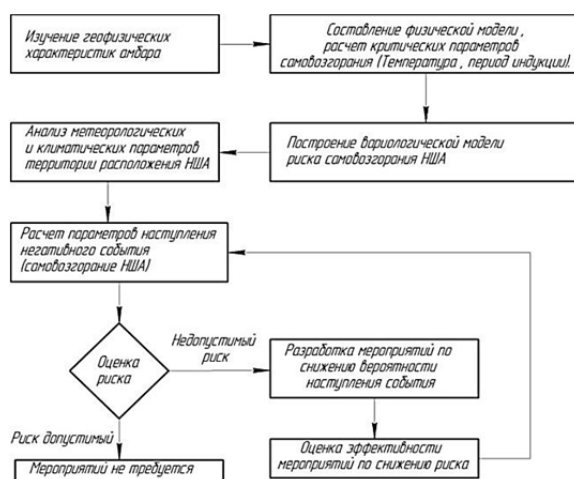 Изучение геофизических
характеристик амбара
Составление физической модели,
расчет критических параметров
самовозгорания (Температура, период индукции).
Анализ метеорологических
и климатических параметров
территории расположения НША
Построение вариологической модели
риска самовозгорания НША
Расчет параметров наступления
негативного события
(самовозгорание НША)
Оценка
риска
Недопустимый
риск
Разработка мероприятий по
снижению вероятности
наступления события
Риск допустимый
Мероприятий не требуется
Оценка эффективности
мероприятий по снижению риска